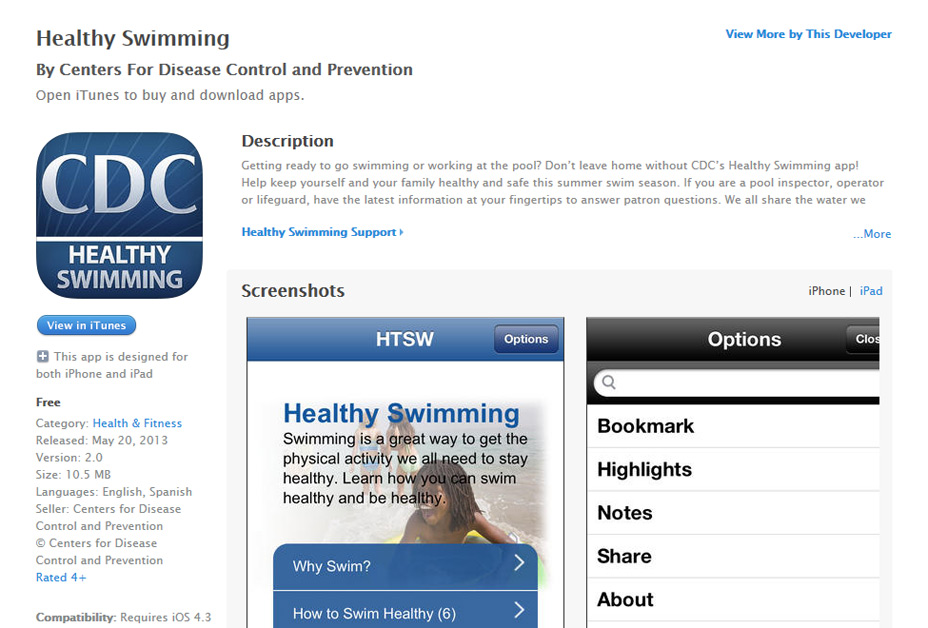 Healthy Swimming
View More by This Developer
By Centers For Disease Control and Prevention
Open iTunes to buy and download apps.
CDC
HEALTHY
SWIMMING
View in iTunes
This app is designed for
both iPhone and iPad
Free
Category: Health & Fitness
Released: May 20, 2013
Version: 2.0
Size: 10.5 MB
Languages: English, Spanish
Seller: Centers for Disease
Control and Prevention
© Centers for Disease
Control and Prevention
Rated 4+
Compatibility: Requires iOS 4.3
Description
Getting ready to go swimming or working at the pool? Don't leave home without CDC's Healthy Swimming app!
Help keep yourself and your family healthy and safe this summer swim season. If you are a pool inspector, operator
or lifeguard, have the latest information at your fingertips to answer patron questions. We all share the water we
Healthy Swimming Support
...More
Screenshots
iPhone | iPad
HTSW
Options
Healthy Swimming
Swimming is a great way to get the
physical activity we all need to stay
healthy. Learn how you can swim
healthy and be healthy.
Why Swim?
How to Swim Healthy (6)
Options
Clos
Bookmark
Highlights
Notes
Share
About